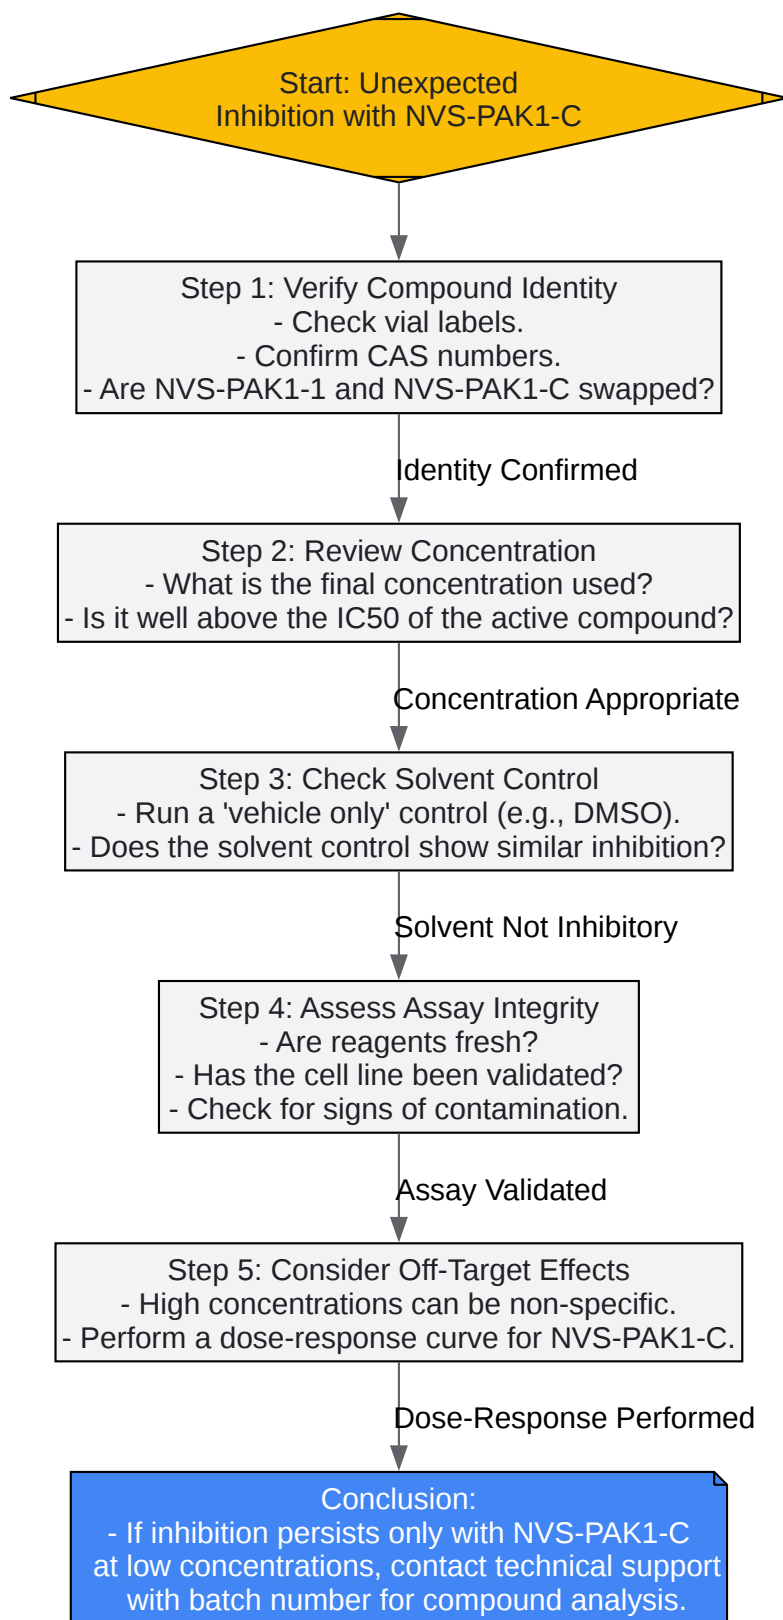 Start: Unexpected
Inhibition with NVS-PAK1-C
Step 1: Verify Compound Identity
- Check vial labels.
- Confirm CAS numbers.
- Are NVS-PAK1-1 and NVS-PAK1-C swapped?
Identity Confirmed
Step 2: Review Concentration
- What is the final concentration used?
- Is it well above the IC50 of the active compound?
Concentration Appropriate
Step 3: Check Solvent Control
- Run a 'vehicle only' control (e.g., DMSO).
- Does the solvent control show similar inhibition?
Solvent Not Inhibitory
Step 4: Assess Assay Integrity
- Are reagents fresh?
- Has the cell line been validated?
- Check for signs of contamination.
Assay Validated
Step 5: Consider Off-Target Effects
- High concentrations can be non-specific.
- Perform a dose-response curve for NVS-PAK1-C.
Dose-Response Performed
Conclusion:
- If inhibition persists only with NVS-PAK1-C
at low concentrations, contact technical support
with batch number for compound analysis.